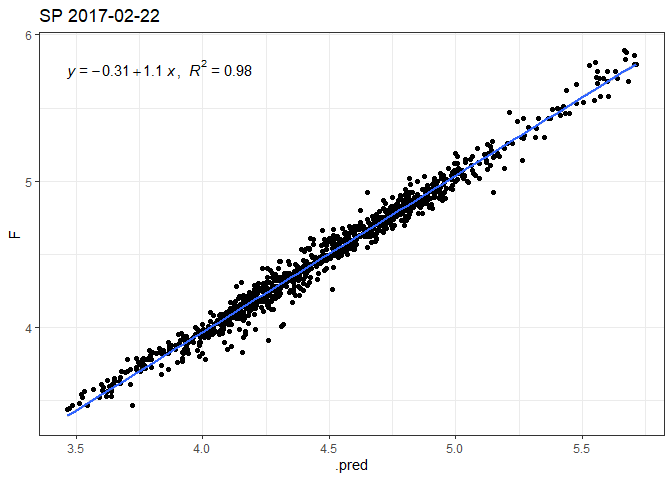 SP 2017-02-22
6
y = −0.31 + 1.1 x, R² = 0.98
5
F
4
3.5 4.0 4.5 5.0 5.5
.pred